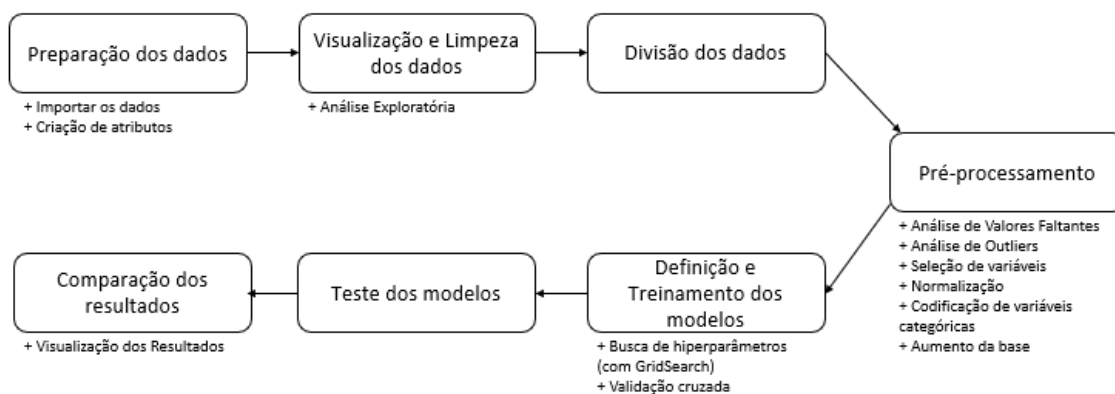 Preparação dos dados
+ Importar os dados
+ Criação de atributos
Visualização e Limpeza
dos dados
+ Análise Exploratória
Divisão dos dados
Pré-processamento
+ Análise de Valores Faltantes
+ Análise de Outliers
+ Seleção de variáveis
+ Normalização
+ Codificação de variáveis
categóricas
+ Aumento da base
Definição e
Treinamento dos
modelos
+ Busca de hiperparâmetros
(com GridSearch)
+ Validação cruzada
Teste dos modelos
Comparação dos
resultados
+ Visualização dos Resultados